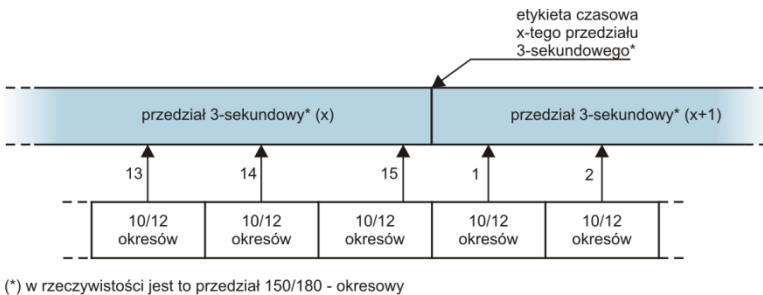 etykieta czasowa
x-tego przedziału
3-sekundowego*
przedział 3-sekundowy* (x)
przedział 3-sekundowy* (x+1)
13
14
15
1
2
10/12
okresów
10/12
okresów
10/12
okresów
10/12
okresów
10/12
okresów
(*) w rzeczywistości jest to przedział 150/180 - okresowy